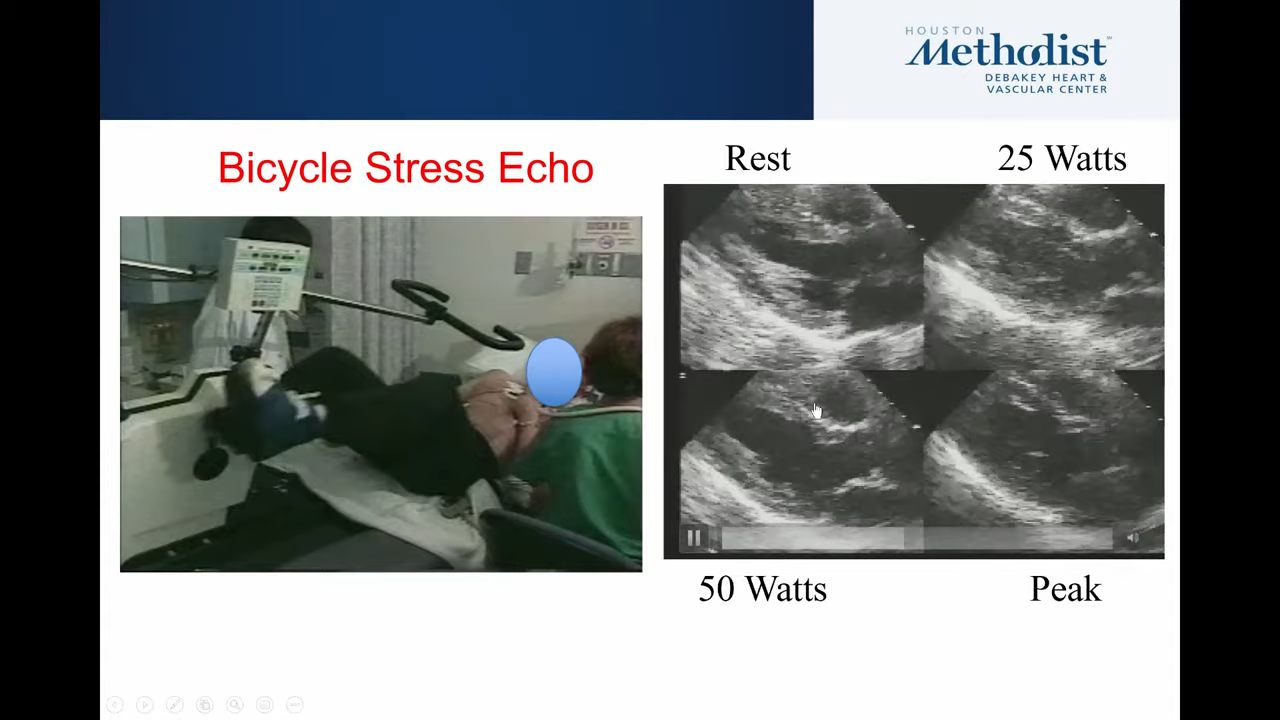 HOUSTON
Methodist
DEBAKEY HEART &
VASCULAR CENTER
Bicycle Stress Echo
Rest
25 Watts
50 Watts
Peak